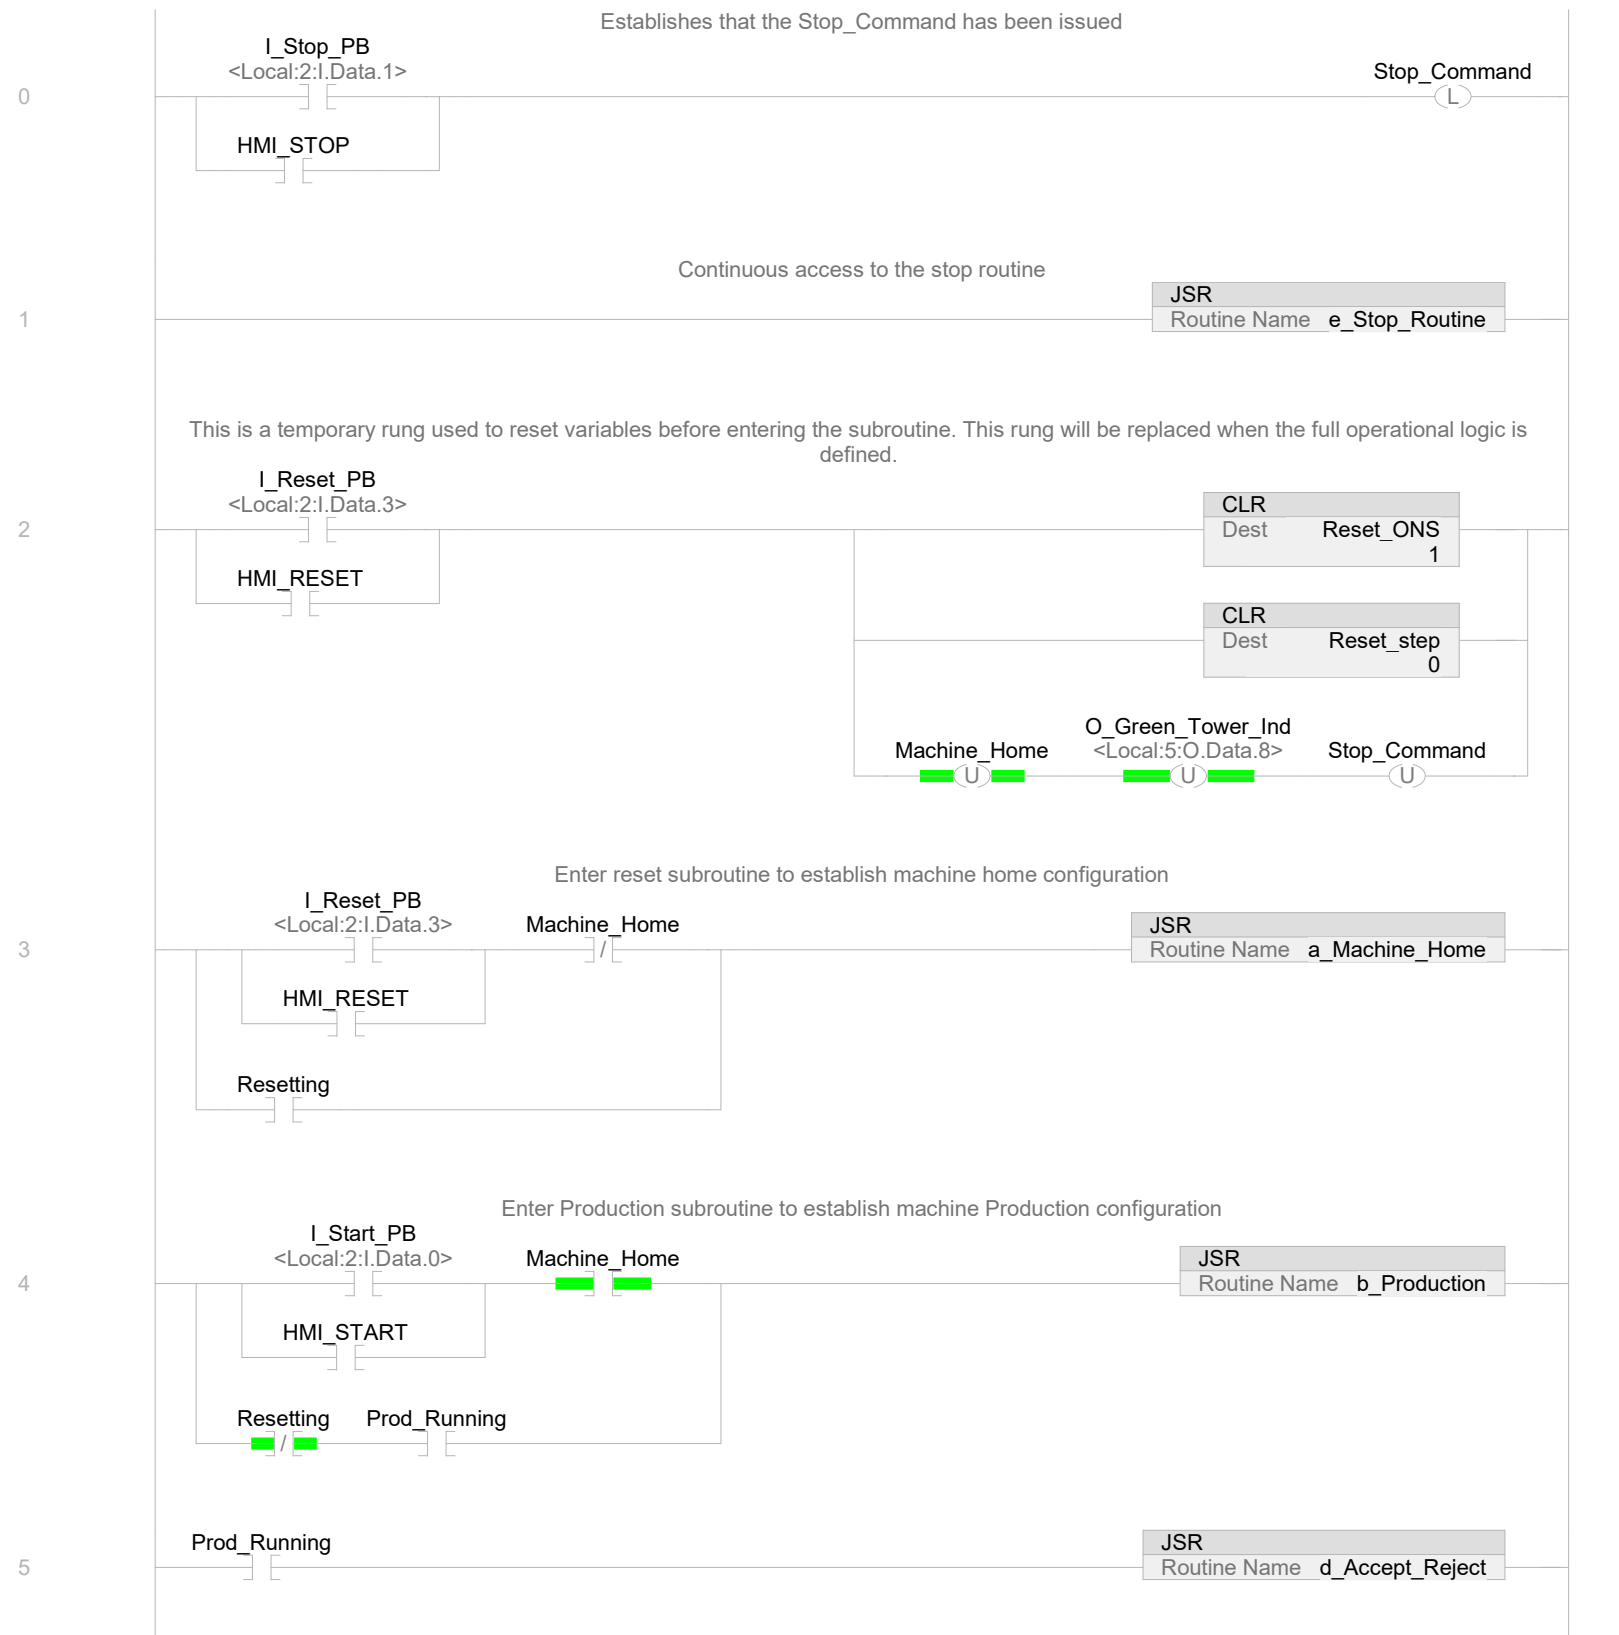 Establishes that the Stop_Command has been issued
I_Stop_PB
<Local:2:I.Data.1>
Stop_Command
0
L
HMI_STOP
Continuous access to the stop routine
JSR
1
Routine Name e_Stop_Routine
This is a temporary rung used to reset variables before entering the subroutine. This rung will be replaced when the full operational logic is
defined.
I_Reset_PB
<Local:2:I.Data.3>
CLR
2
Dest Reset_ONS
1
HMI_RESET
CLR
Dest Reset_step
0
O_Green_Tower_Ind
Machine_Home <Local:5:O.Data.8> Stop_Command
U U U
Enter reset subroutine to establish machine home configuration
I_Reset_PB
<Local:2:I.Data.3> Machine_Home
JSR
3
/
Routine Name a_Machine_Home
HMI_RESET
Resetting
Enter Production subroutine to establish machine Production configuration
I_Start_PB
<Local:2:I.Data.0> Machine_Home
JSR
4
Routine Name b_Production
HMI_START
Resetting Prod_Running
/
Prod_Running
JSR
5
Routine Name d_Accept_Reject